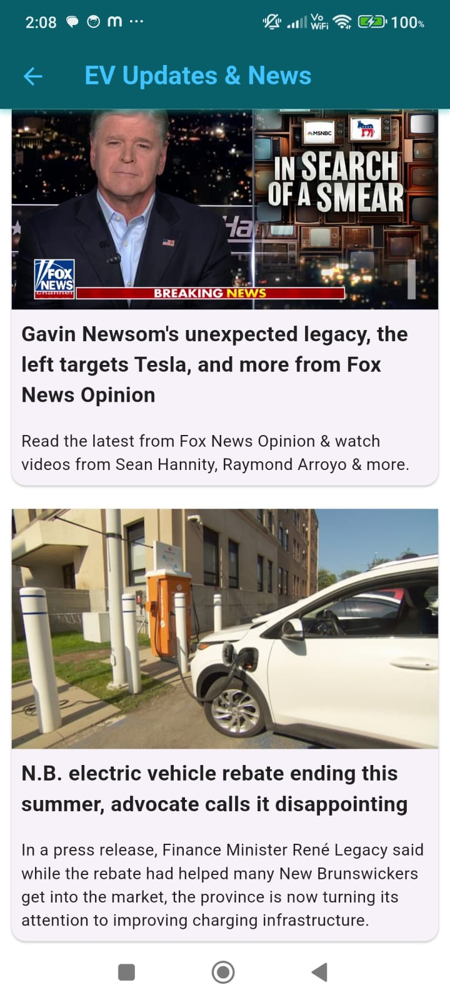 2:08
Vo
WiFi
100%
EV Updates & News
MSNBC
IN SEARCH
OF A SMEAR
Ha
FOX
NEWS
channel
BREAKING NEWS
Gavin Newsom's unexpected legacy, the
left targets Tesla, and more from Fox
News Opinion
Read the latest from Fox News Opinion & watch
videos from Sean Hannity, Raymond Arroyo & more.
N.B. electric vehicle rebate ending this
summer, advocate calls it disappointing
In a press release, Finance Minister René Legacy said
while the rebate had helped many New Brunswickers
get into the market, the province is now turning its
attention to improving charging infrastructure.